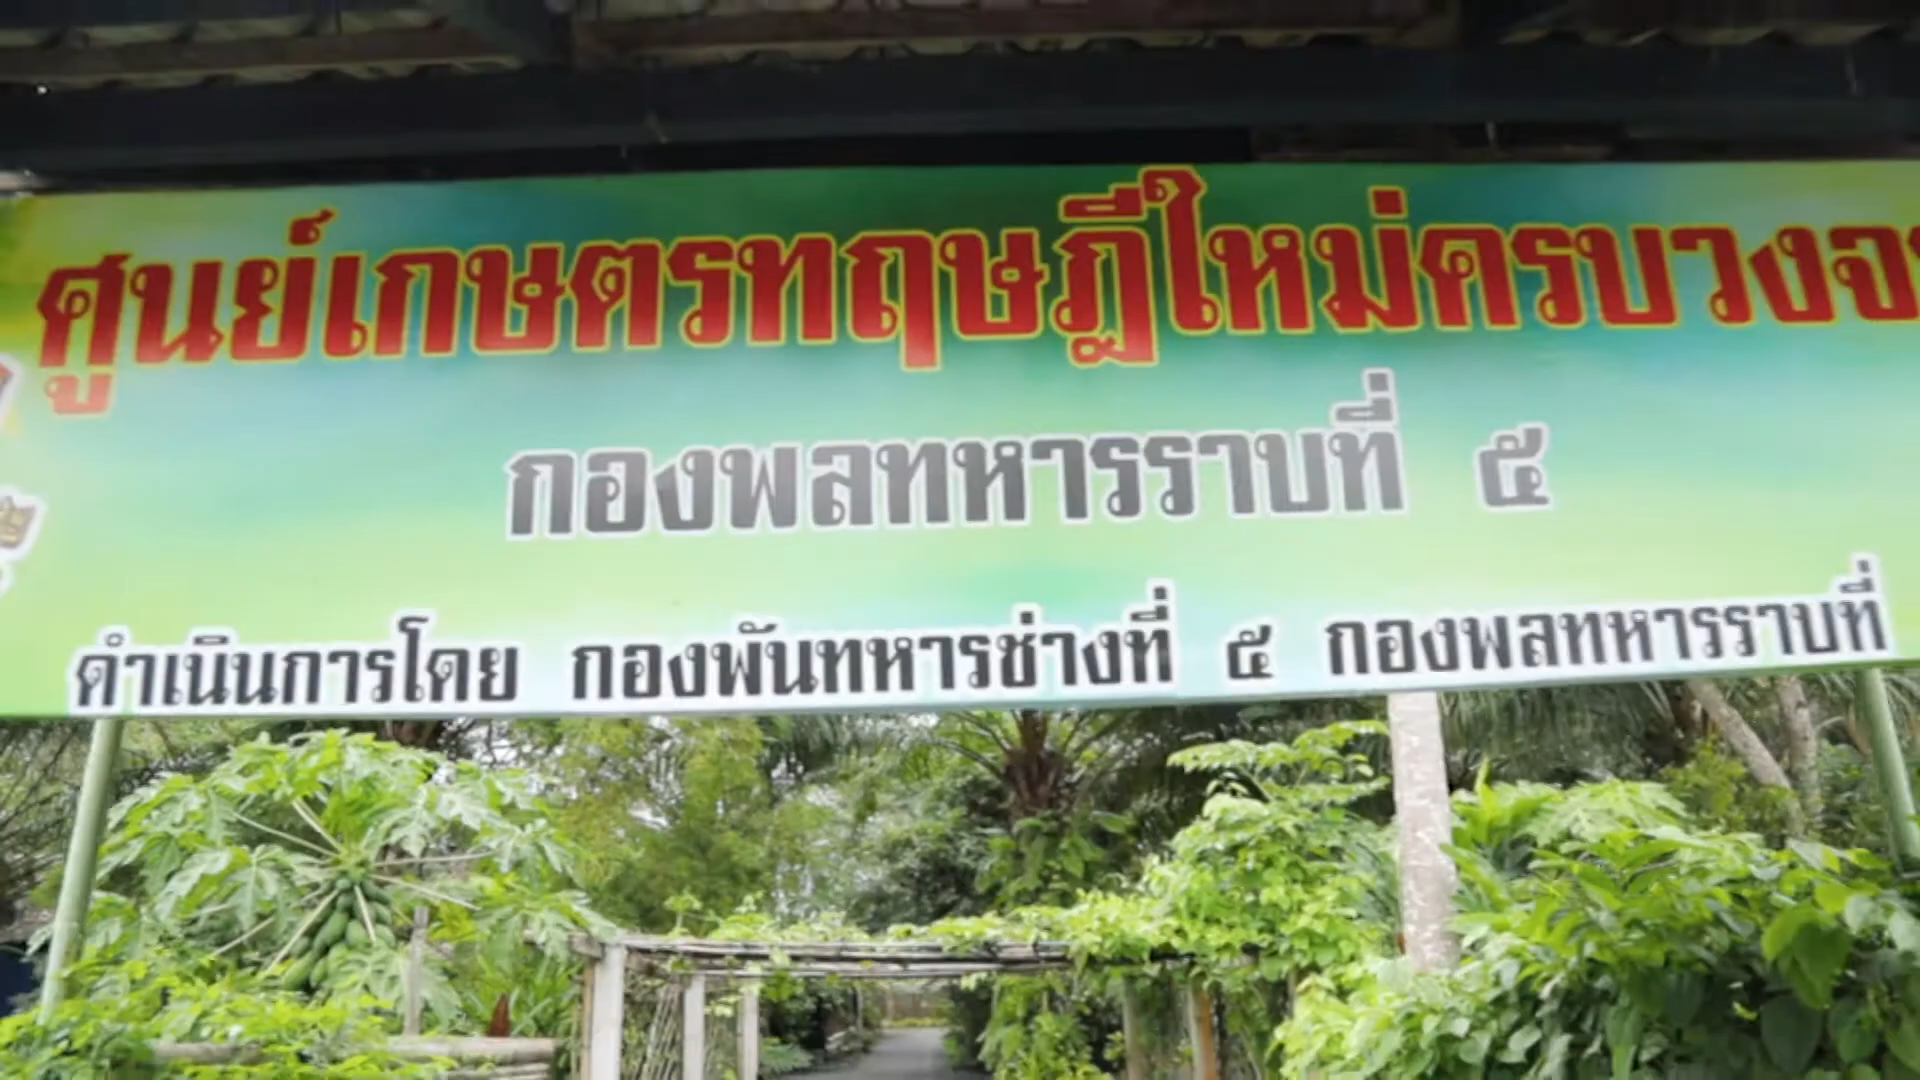 ศูนย์เกษตรทฤษฎีใหม่ครบวงจ
กองพลทหารราบที่ ๕
ดำเนินการโดย กองพันทหารช่างที่ ๕ กองพลทหารราบที่